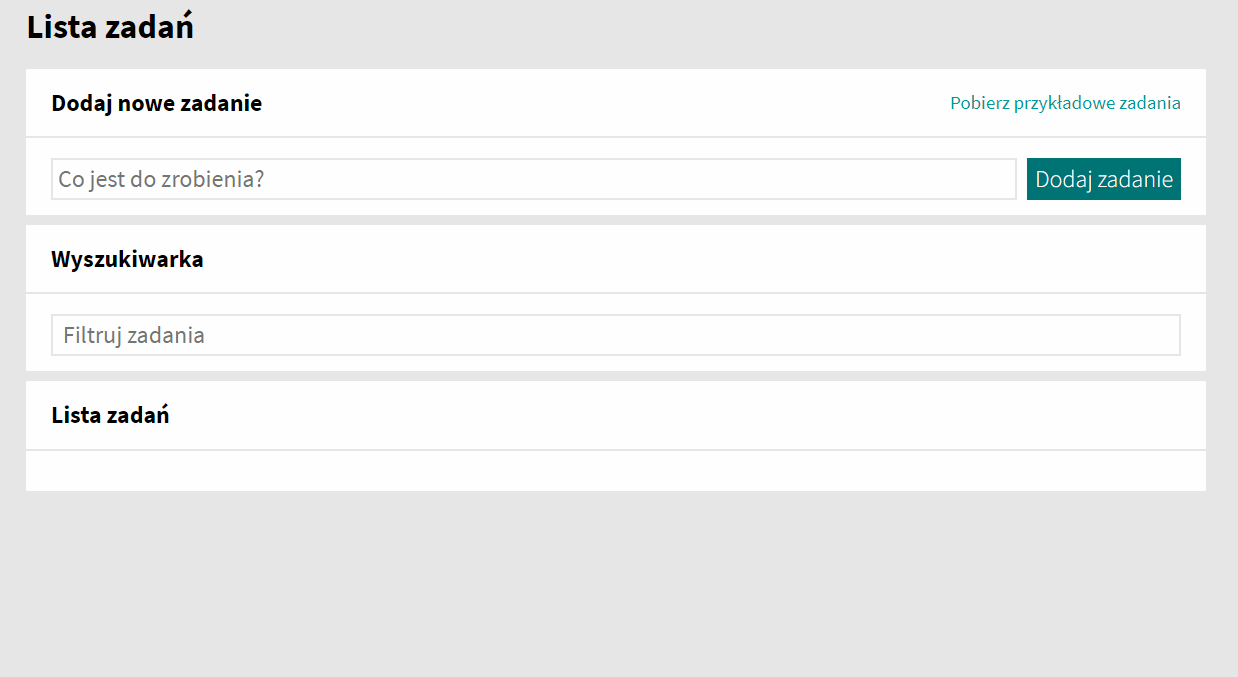 Lista zadań
Dodaj nowe zadanie
Pobierz przykładowe zadania
Co jest do zrobienia?
Dodaj zadanie
Wyszukiwarka
Filtruj zadania
Lista zadań